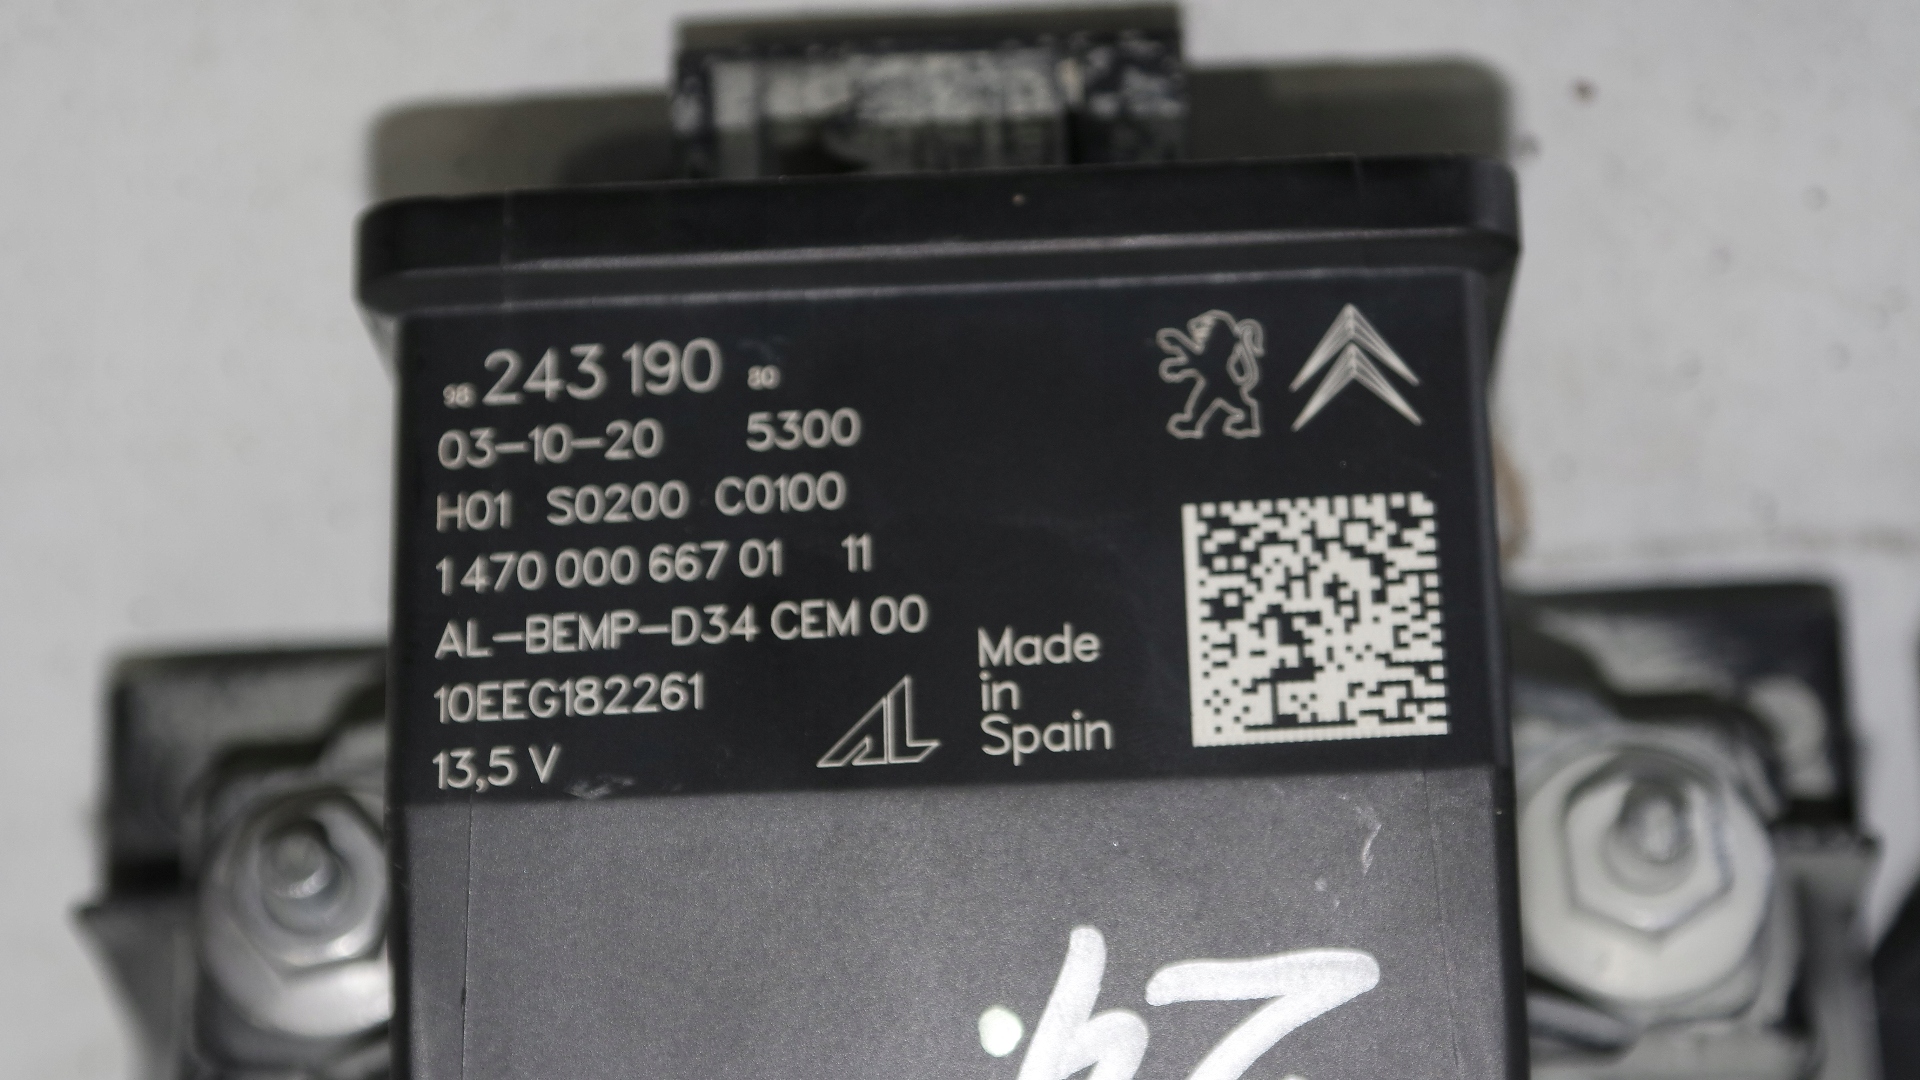 98 243 190 80
03-10-20 5300
H01 S0200 C0100
1 470 000 667 01 11
AL-BEMP-D34 CEM 00
10EEG182261
13,5 V
AL
Made
in
Spain